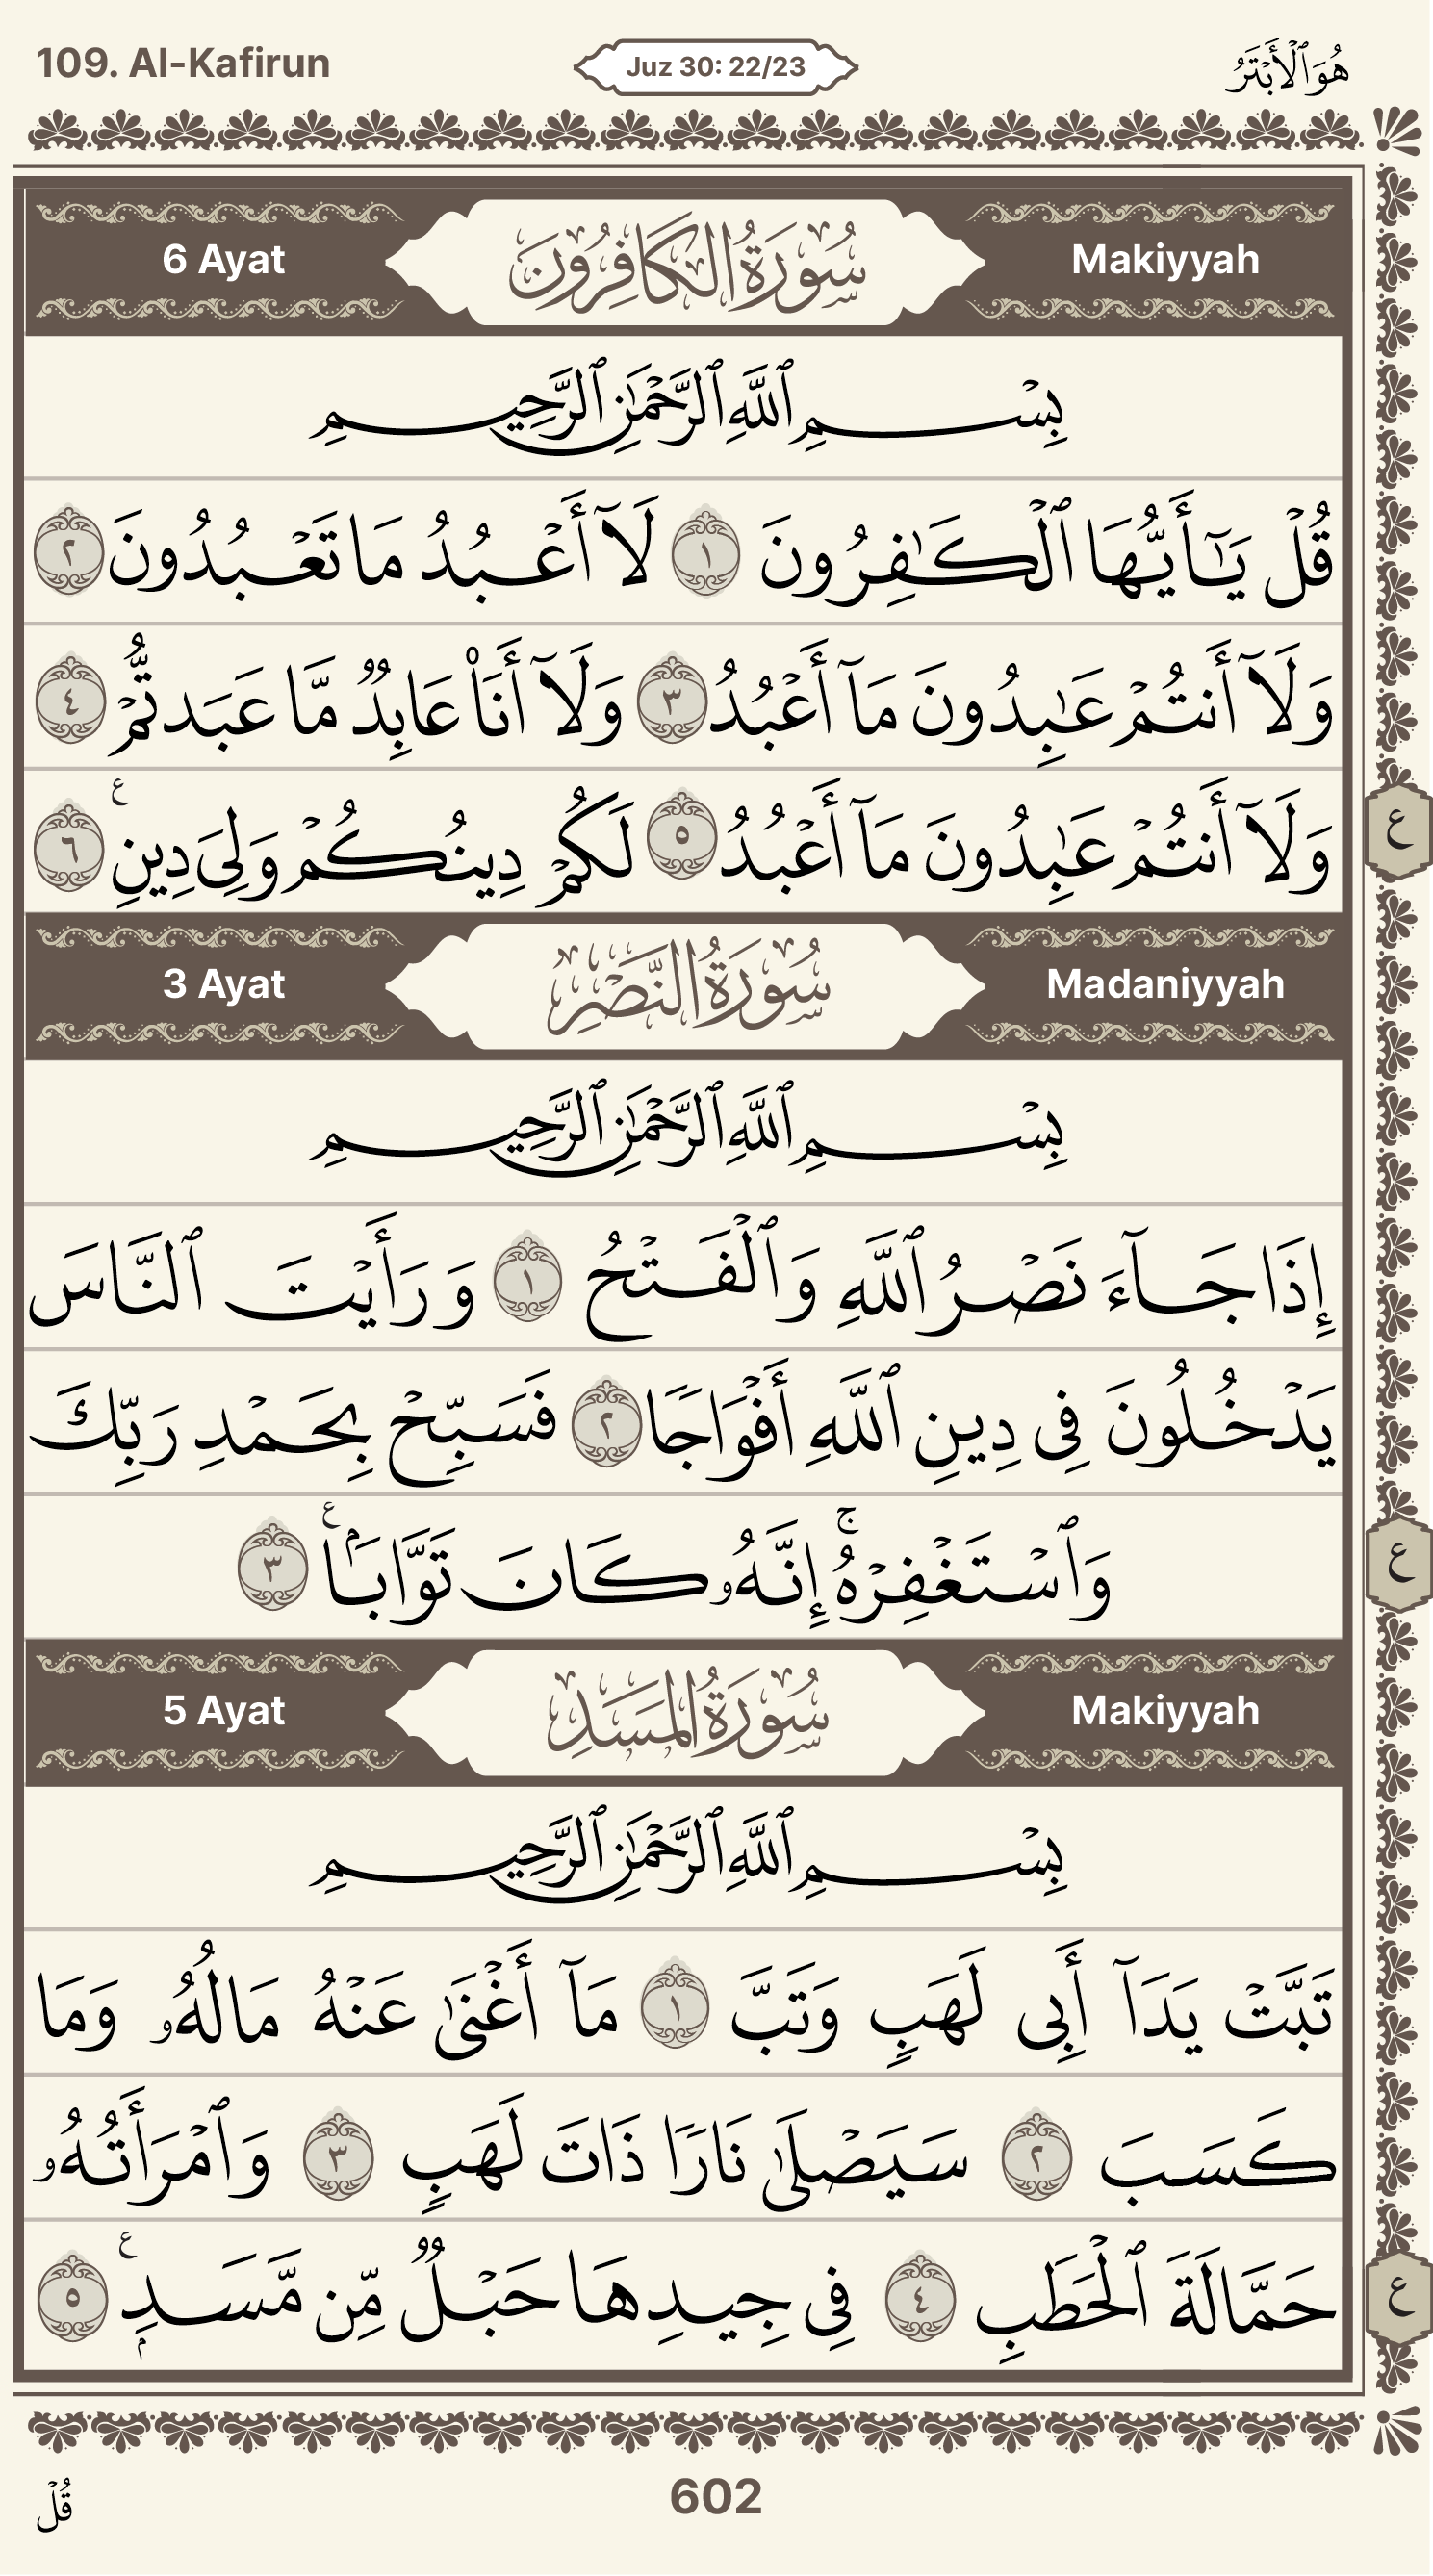 109. Al-Kafirun
Juz 30: 22/23
هُوَ ٱلْأَبْتَرُ
6 Ayat
سُورَةُ الكَافِرُونَ
Makiyyah
بِسْمِ ٱللَّهِ ٱلرَّحْمَٰنِ ٱلرَّحِيمِ
قُلْ يَٰٓأَيُّهَا ٱلْكَٰفِرُونَ ١ لَآ أَعْبُدُ مَا تَعْبُدُونَ ٢
وَلَآ أَنتُمْ عَٰبِدُونَ مَآ أَعْبُدُ ٣ وَلَآ أَنَا۠ عَابِدٌ مَّا عَبَدتُّمْ ٤
وَلَآ أَنتُمْ عَٰبِدُونَ مَآ أَعْبُدُ ٥ لَكُمْ دِينُكُمْ وَلِىَ دِينِ ع ٦
ع
3 Ayat
سُورَةُ النَّصْرِ
Madaniyyah
بِسْمِ ٱللَّهِ ٱلرَّحْمَٰنِ ٱلرَّحِيمِ
إِذَا جَآءَ نَصْرُ ٱللَّهِ وَٱلْفَتْحُ ١ وَرَأَيْتَ ٱلنَّاسَ
يَدْخُلُونَ فِى دِينِ ٱللَّهِ أَفْوَاجًا ٢ فَسَبِّحْ بِحَمْدِ رَبِّكَ
وَٱسْتَغْفِرْهُ ۚ إِنَّهُۥ كَانَ تَوَّابَۢا ع ٣
ع
5 Ayat
سُورَةُ المَسَدِ
Makiyyah
بِسْمِ ٱللَّهِ ٱلرَّحْمَٰنِ ٱلرَّحِيمِ
تَبَّتْ يَدَآ أَبِى لَهَبٍ وَتَبَّ ١ مَآ أَغْنَىٰ عَنْهُ مَالُهُۥ وَمَا
كَسَبَ ٢ سَيَصْلَىٰ نَارًا ذَاتَ لَهَبٍ ٣ وَٱمْرَأَتُهُۥ
حَمَّالَةَ ٱلْحَطَبِ ٤ فِى جِيدِهَا حَبْلٌ مِّن مَّسَدِۭ ع ٥
ع
602
قُلْ